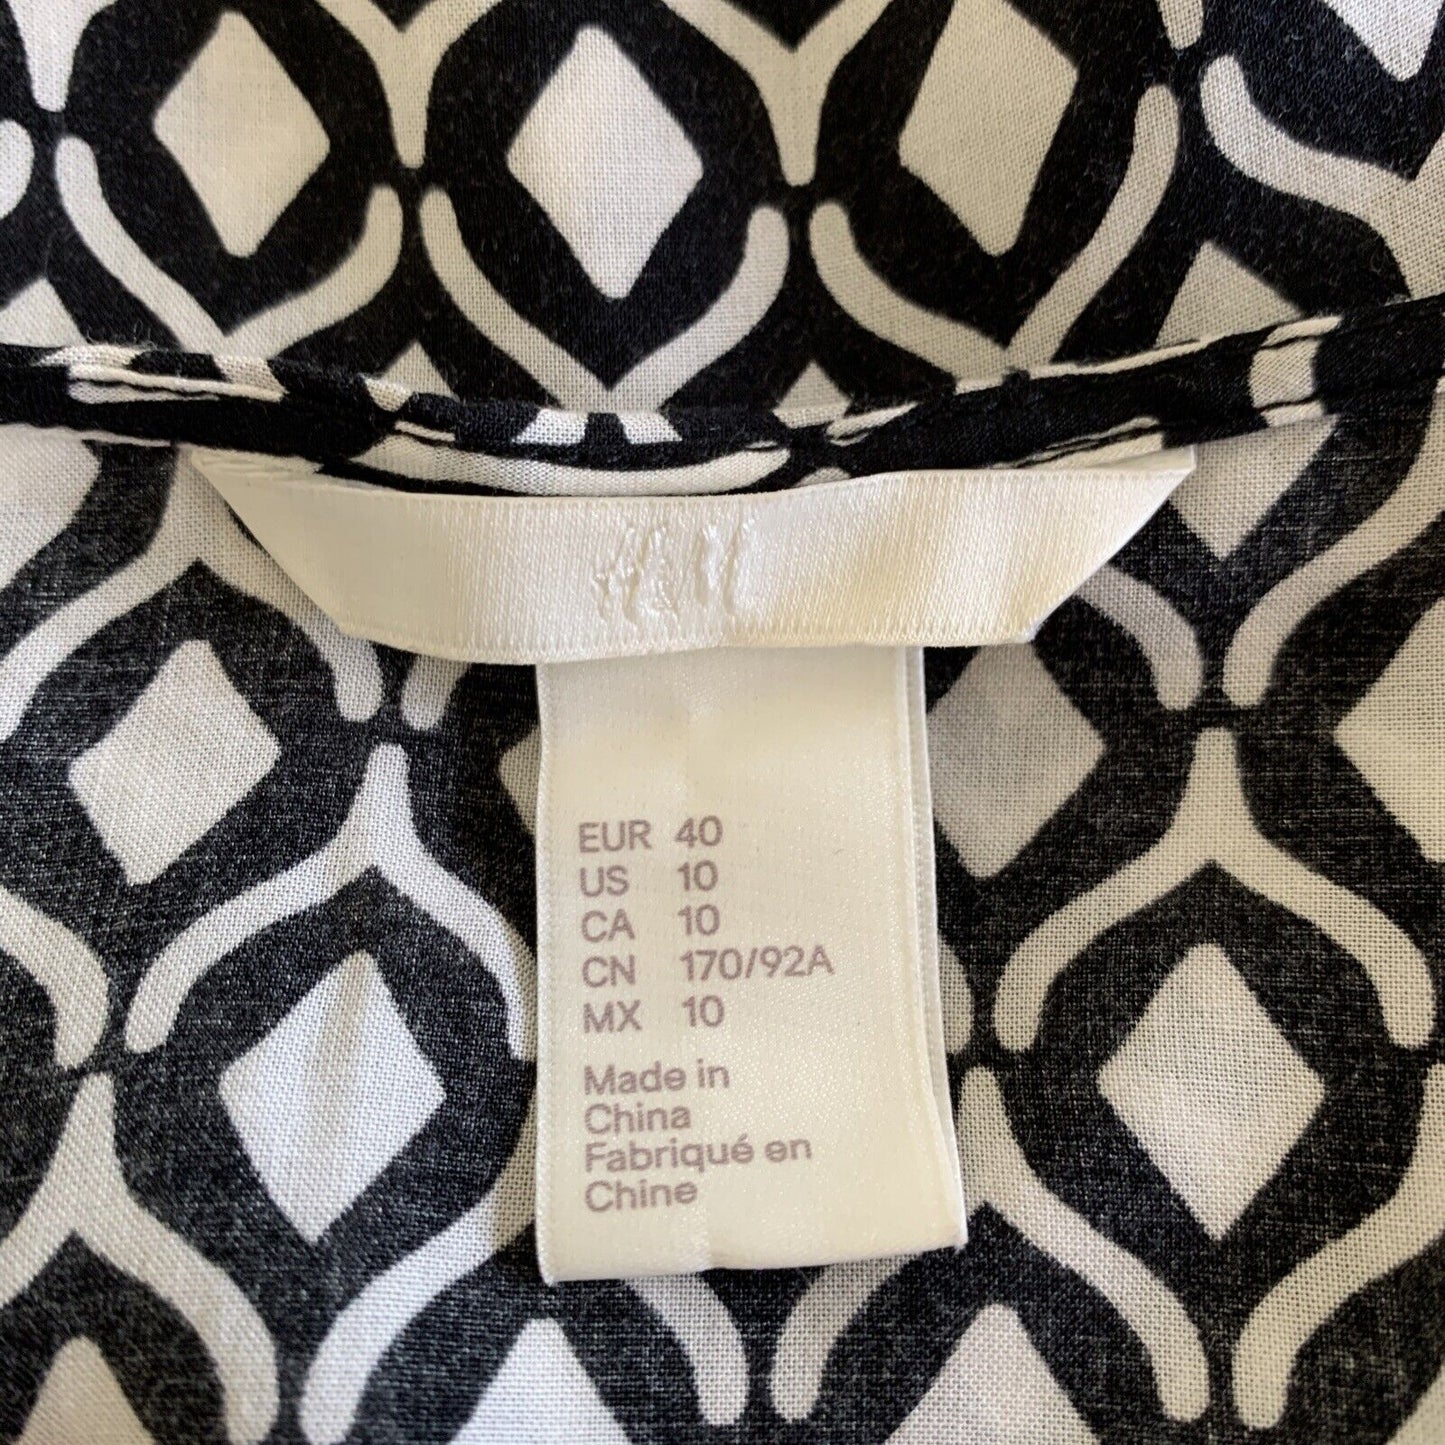 H&M
EUR 40
US 10
CA 10
CN 170/92A
MX 10
Made in
China
Fabriqué en
Chine